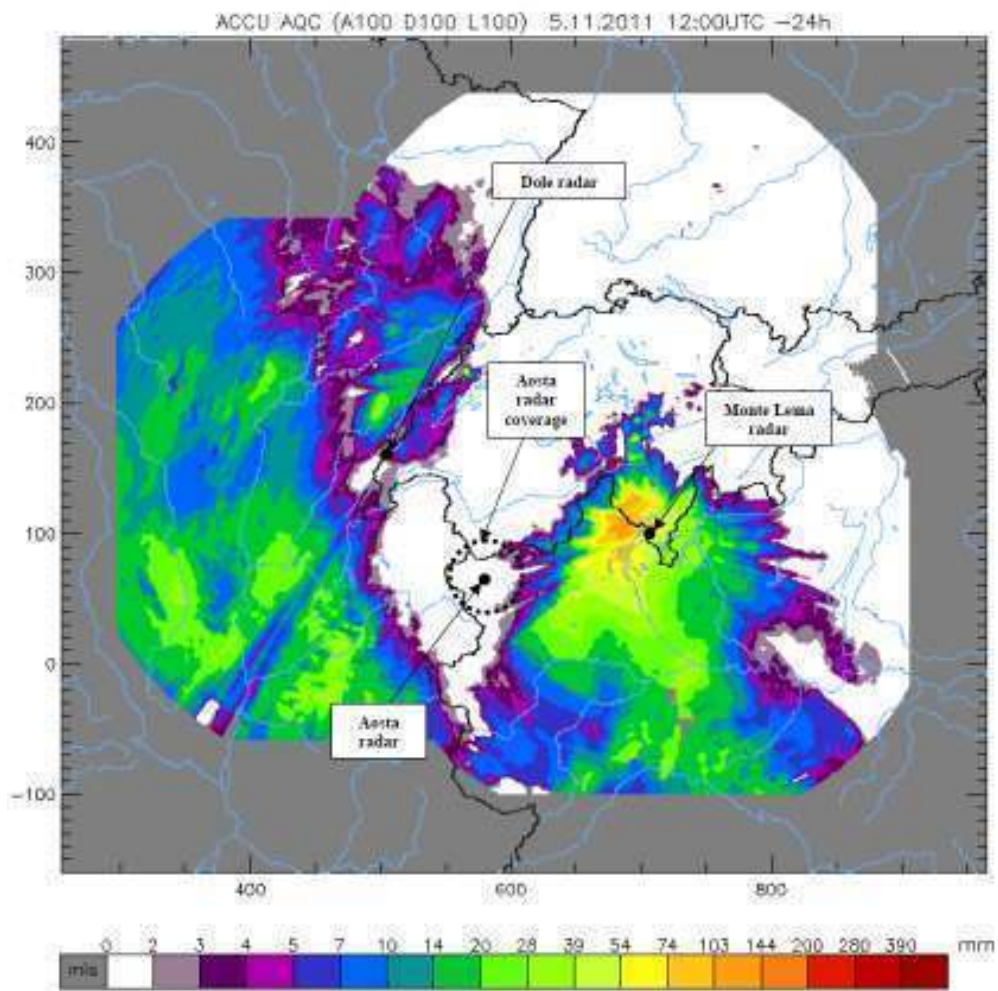 ACCU AQC (A100 D100 L100) 5.11.2011 12:00UTC -24h
400
Dole radar
300
Aosta
radar
coverage
200
Monte Lema
radar
100
0
Aosta
radar
-100
400 600 800
0 2 3 4 5 7 10 14 20 28 39 54 74 103 144 200 280 390 mm
mis